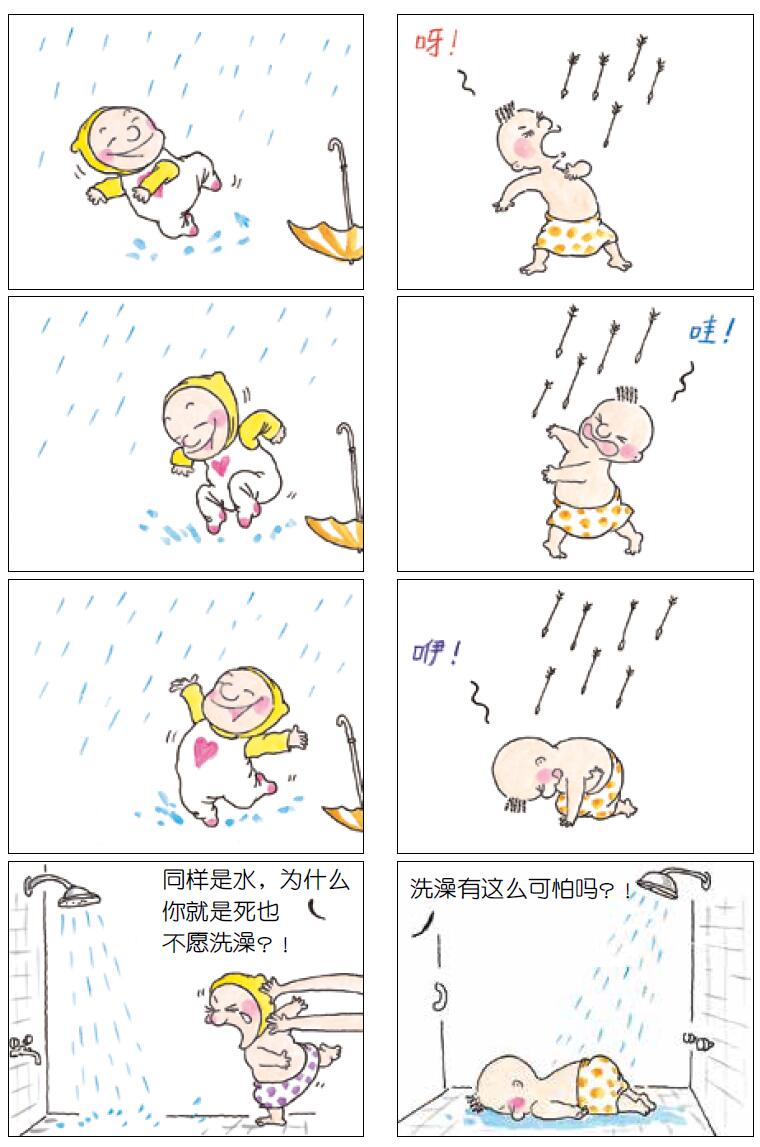 呀！
哇！
咿！
同样是水，为什么
你就是死也
不愿洗澡？！
洗澡有这么可怕吗？！